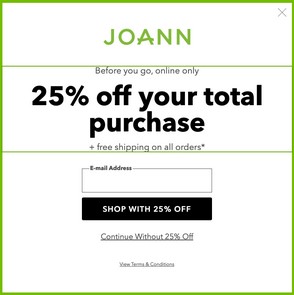 JOANN
Before you go, online only
25% off your total
purchase
+ free shipping on all orders*
E-mail Address
SHOP WITH 25% OFF
Continue Without 25% Off
View Terms & Conditions